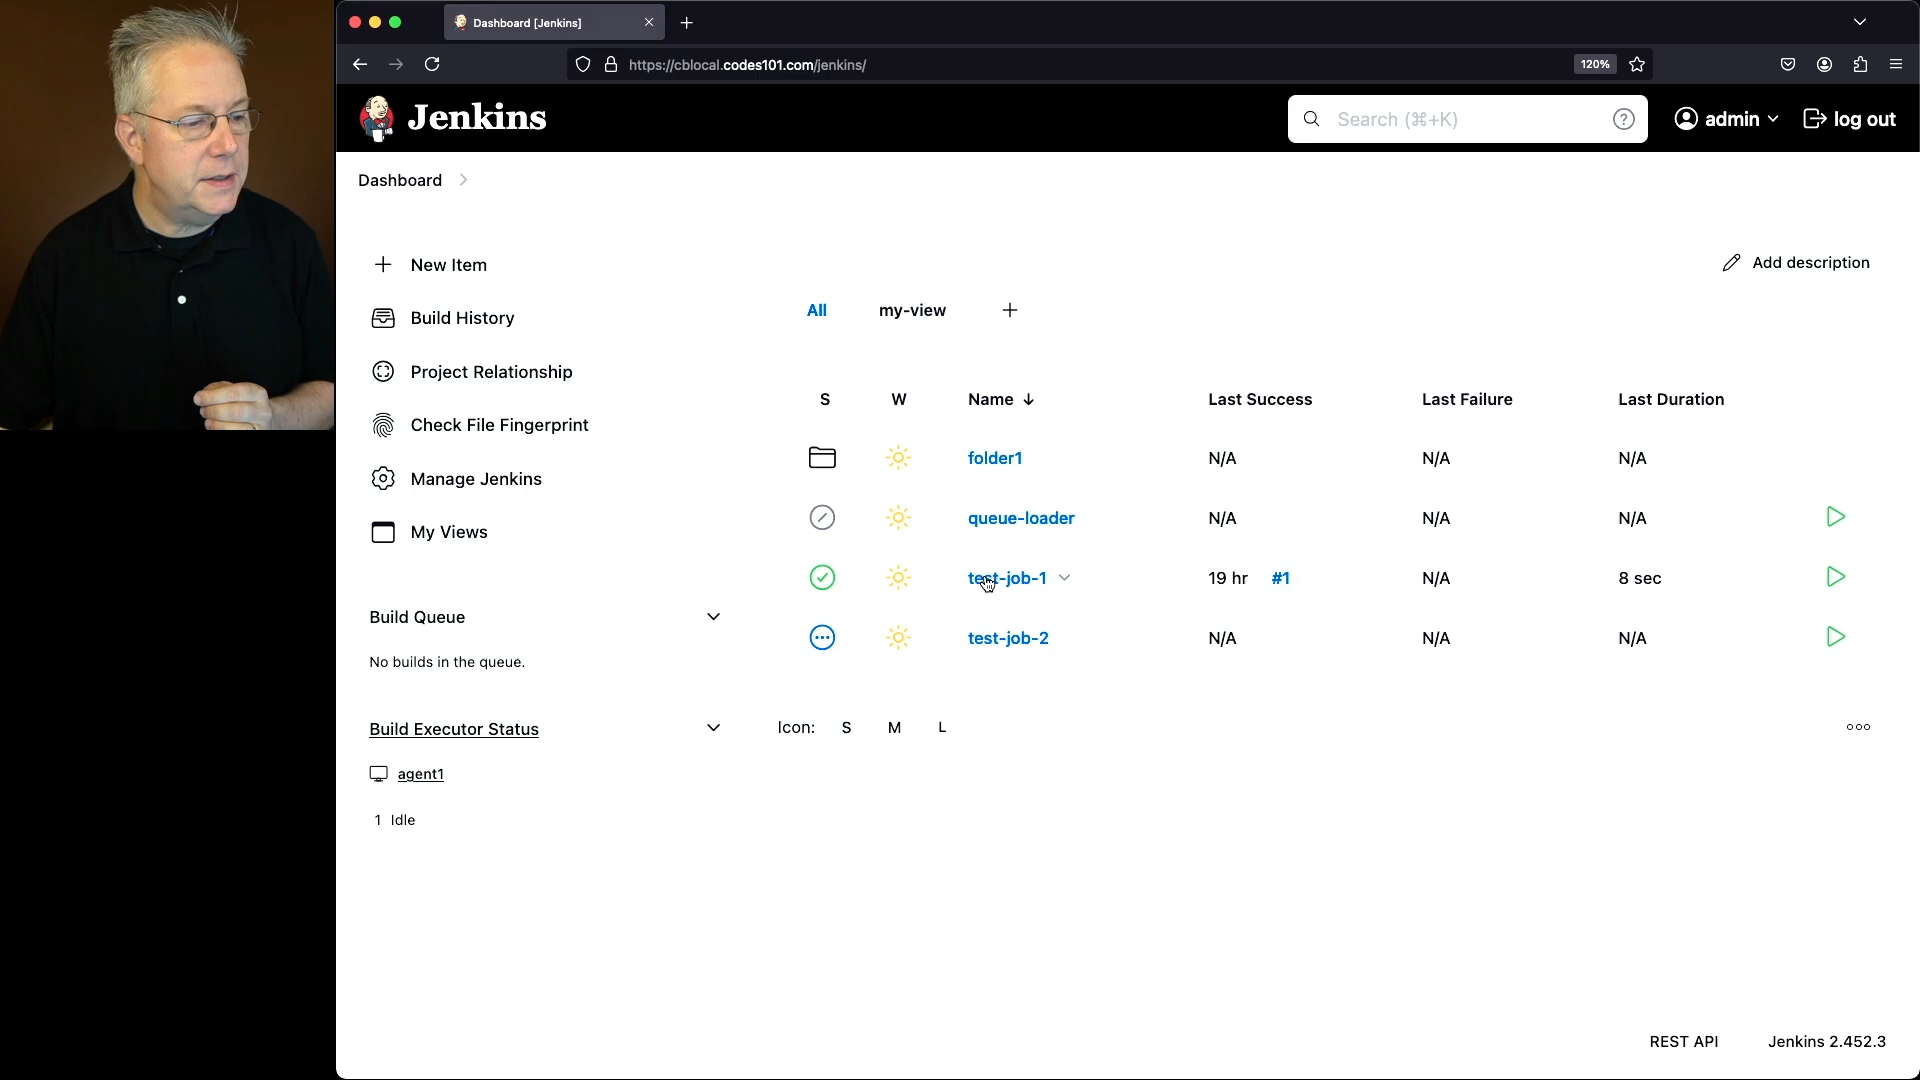 Dashboard [Jenkins]
https://cblocal.codes101.com/jenkins/
120%
Jenkins
Search (⌘+K)
admin
log out
Dashboard
New Item
Build History
Project Relationship
Check File Fingerprint
Manage Jenkins
My Views
Build Queue
No builds in the queue.
Build Executor Status
agent1
1 Idle
Add description
All my-view +
S W Name ↓ Last Success Last Failure Last Duration
folder1 N/A N/A N/A
queue-loader N/A N/A N/A
test-job-1 19 hr #1 N/A 8 sec
test-job-2 N/A N/A N/A
Icon: S M L
REST API Jenkins 2.452.3